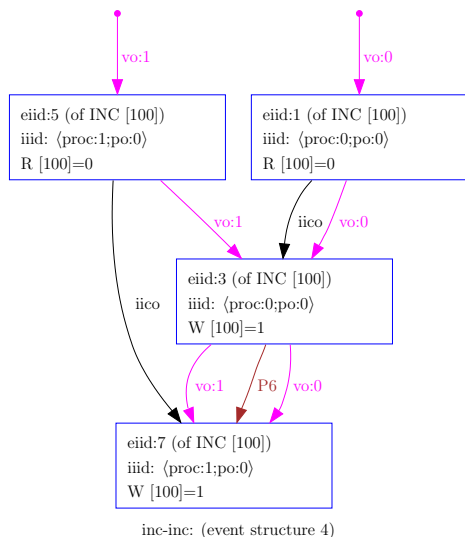 vo:1
vo:0
eiid:5 (of INC [100])
iiid: ⟨proc:1;po:0⟩
R [100]=0
eiid:1 (of INC [100])
iiid: ⟨proc:0;po:0⟩
R [100]=0
vo:1
iico
vo:0
eiid:3 (of INC [100])
iiid: ⟨proc:0;po:0⟩
W [100]=1
iico
vo:1
P6
vo:0
eiid:7 (of INC [100])
iiid: ⟨proc:1;po:0⟩
W [100]=1
inc-inc: (event structure 4)